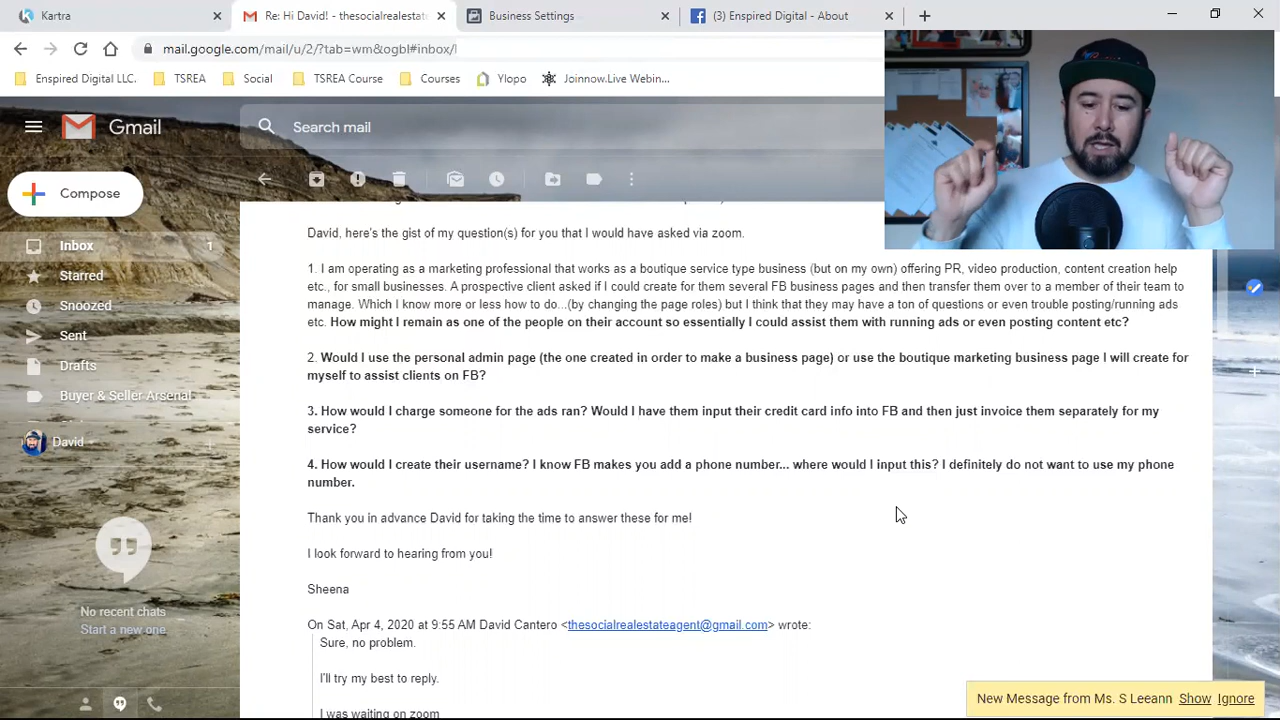 Kartra
Re: Hi David! - thesocialrealestat
Business Settings
(3) Enspired Digital - About
mail.google.com/mail/u/2/?tab=wm&ogbl#inbox/
Enspired Digital LLC.
TSREA
Social
TSREA Course
Courses
Ylopo
Joinnow.Live Webin...
Gmail
Search mail
Compose
Inbox
1
Starred
Snoozed
Sent
Drafts
Buyer & Seller Arsenal
David
No recent chats
Start a new one
David, here's the gist of my question(s) for you that I would have asked via zoom.
1. I am operating as a marketing professional that works as a boutique service type business (but on my own) offering PR, video production, content creation help
etc., for small businesses. A prospective client asked if I could create for them several FB business pages and then transfer them over to a member of their team to
manage. Which I know more or less how to do...(by changing the page roles) but I think that they may have a ton of questions or even trouble posting/running ads
etc. How might I remain as one of the people on their account so essentially I could assist them with running ads or even posting content etc?
2. Would I use the personal admin page (the one created in order to make a business page) or use the boutique marketing business page I will create for
myself to assist clients on FB?
3. How would I charge someone for the ads ran? Would I have them input their credit card info into FB and then just invoice them separately for my
service?
4. How would I create their username? I know FB makes you add a phone number... where would I input this? I definitely do not want to use my phone
number.
Thank you in advance David for taking the time to answer these for me!
I look forward to hearing from you!
Sheena
On Sat, Apr 4, 2020 at 9:55 AM David Cantero <thesocialrealestateagent@gmail.com> wrote:
Sure, no problem.
I'll try my best to reply.
I was waiting on zoom
New Message from Ms. S Leeann Show Ignore